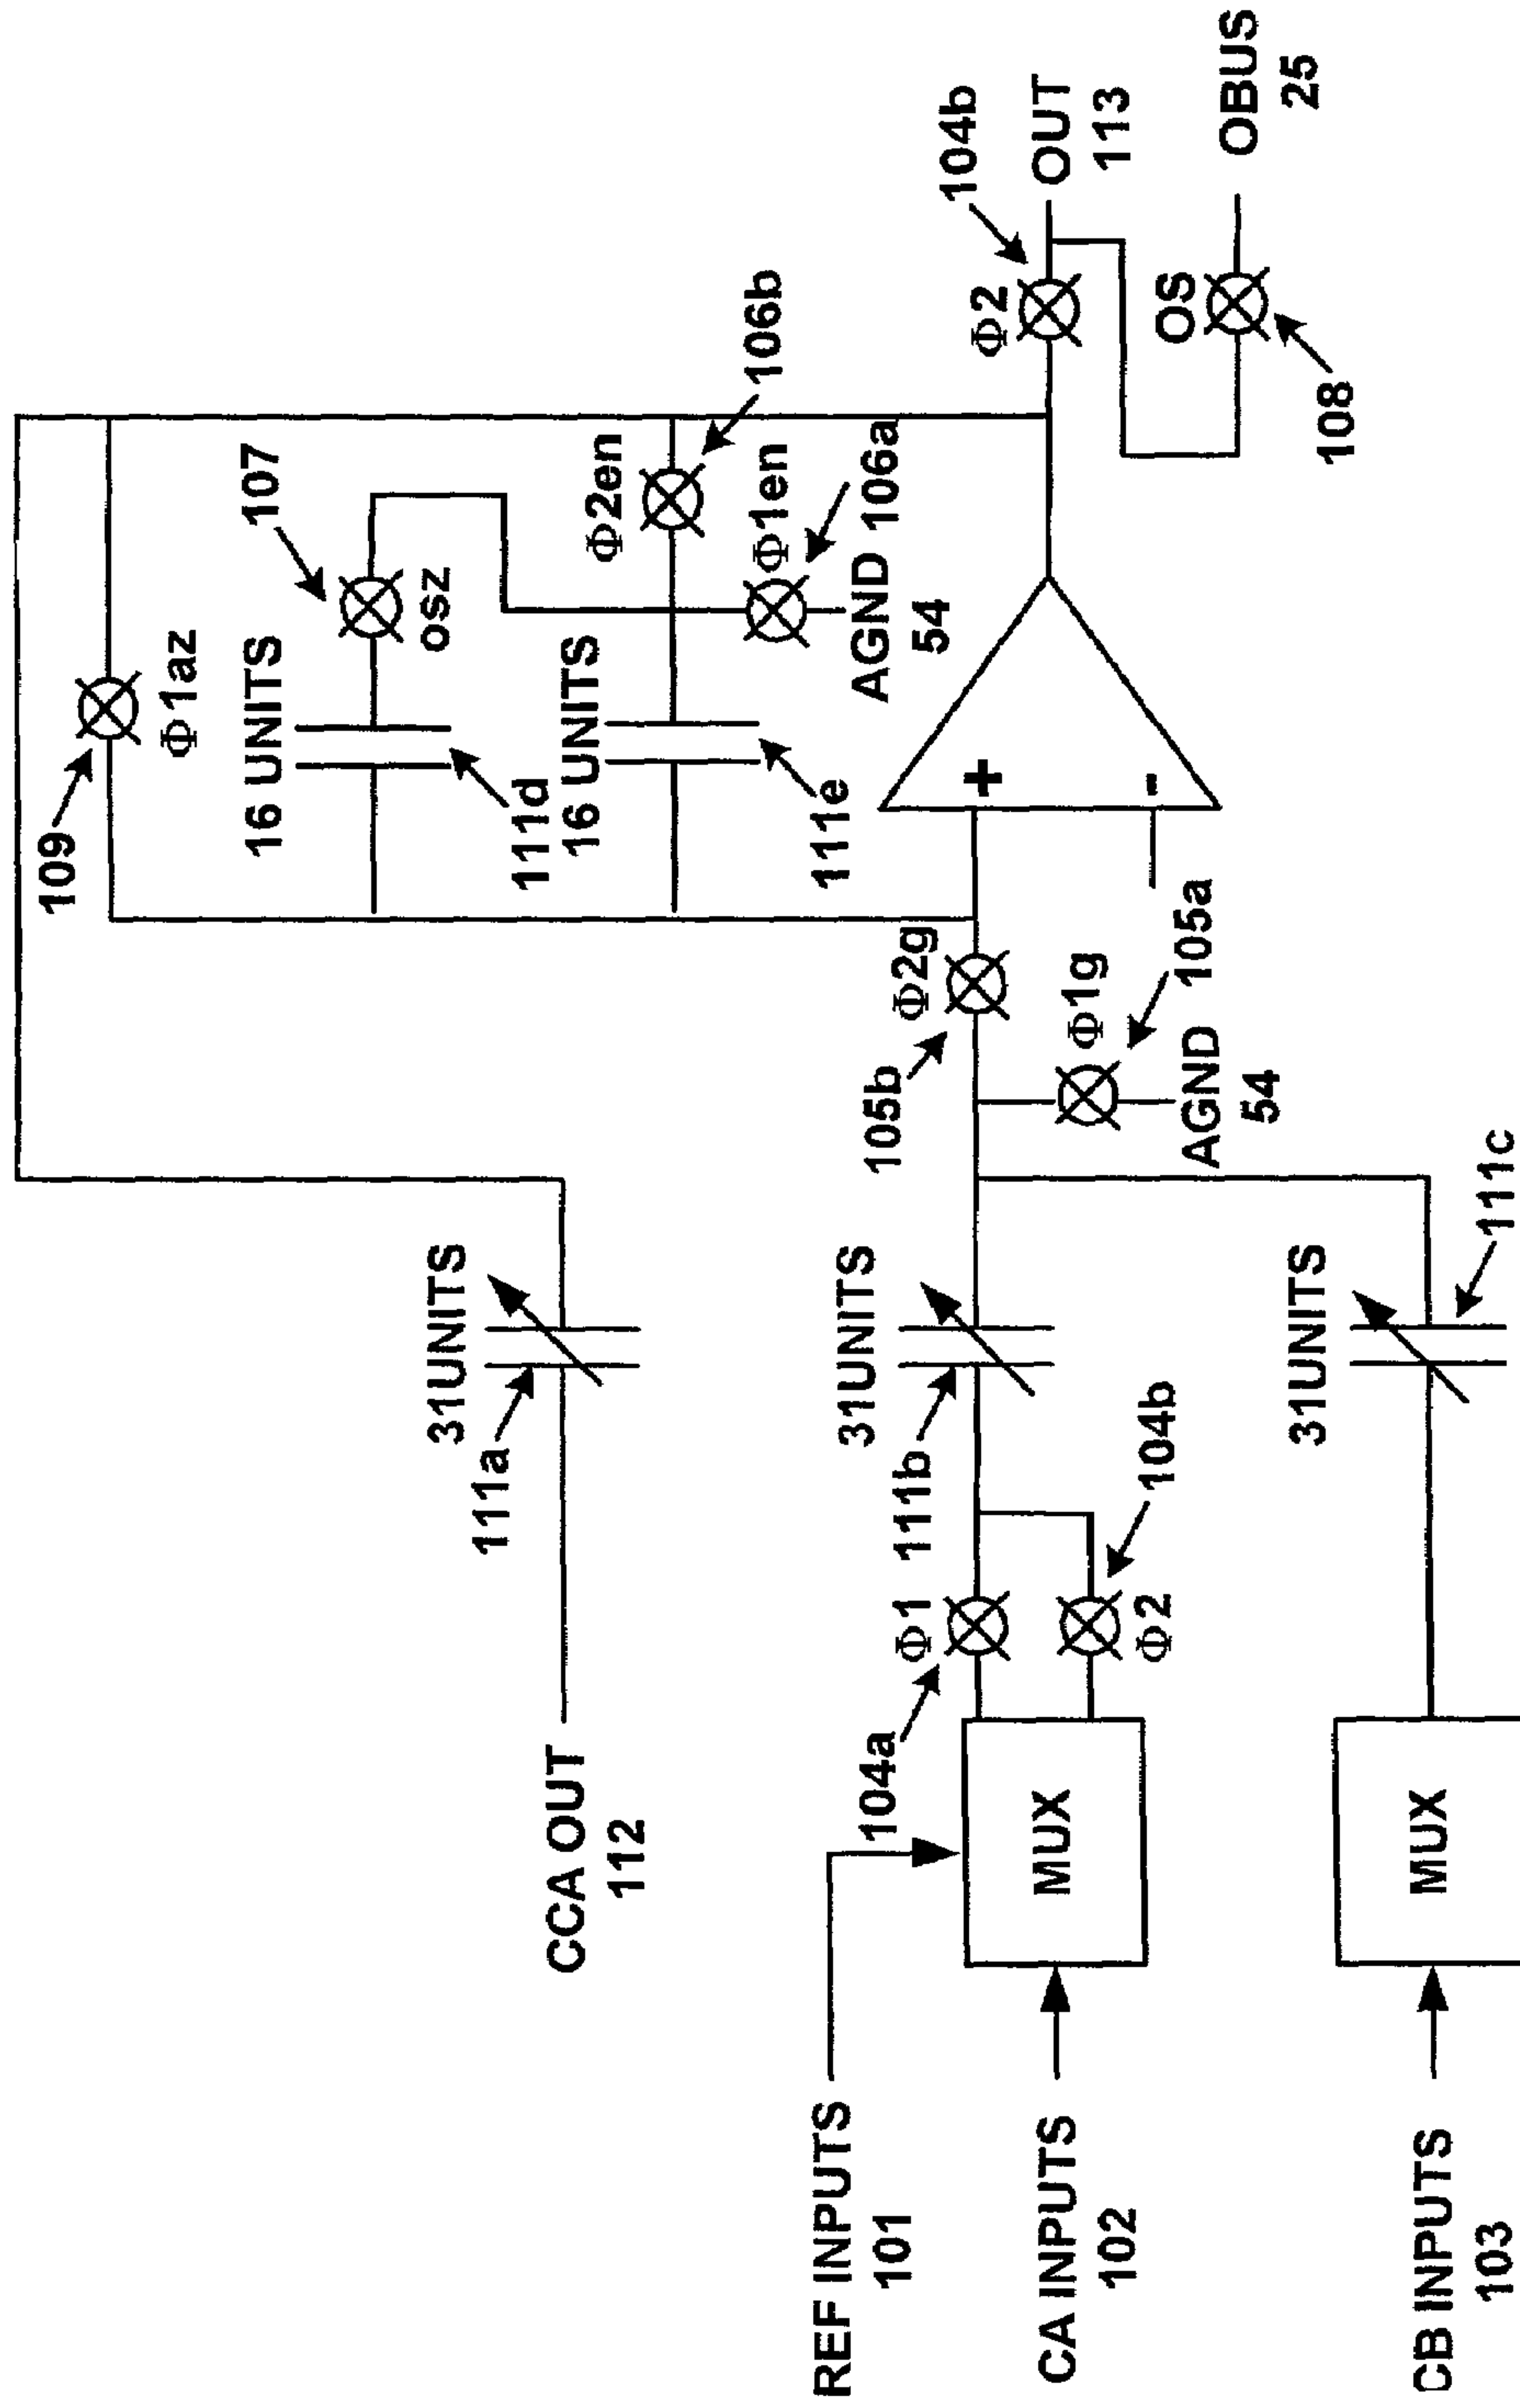 109
Φ1az
107
16 UNITS
osz
111d
16 UNITS
111e
Φ2en
106b
Φ1en
106a
AGND
54
31UNITS
111a
CCA OUT
112
+
-
Φ2
104b
OUT
113
OS
108
OBUS
25
Φ2g
105b
Φ1g
105a
AGND
54
31UNITS
111b
Φ1
104a
104b
Φ2
REF INPUTS
101
MUX
CA INPUTS
102
31UNITS
111c
MUX
CB INPUTS
103